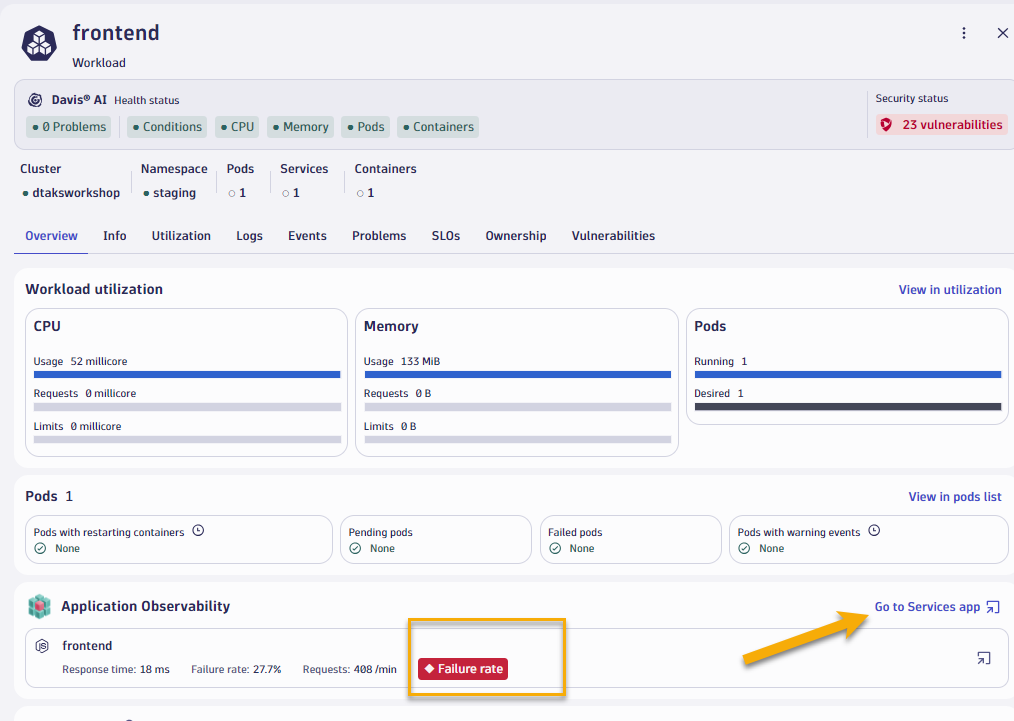 frontend
Workload
Davis® AI Health status
0 Problems Conditions CPU Memory Pods Containers
Security status
23 vulnerabilities
Cluster Namespace Pods Services Containers
dtaksworkshop staging 1 1 1
Overview Info Utilization Logs Events Problems SLOs Ownership Vulnerabilities
Workload utilization View in utilization
CPU
Usage 52 millicore
Requests 0 millicore
Limits 0 millicore
Memory
Usage 133 MiB
Requests 0 B
Limits 0 B
Pods
Running 1
Desired 1
Pods 1 View in pods list
Pods with restarting containers
None
Pending pods
None
Failed pods
None
Pods with warning events
None
Application Observability Go to Services app
JS frontend
Response time: 18 ms Failure rate: 27.7% Requests: 408 /min Failure rate